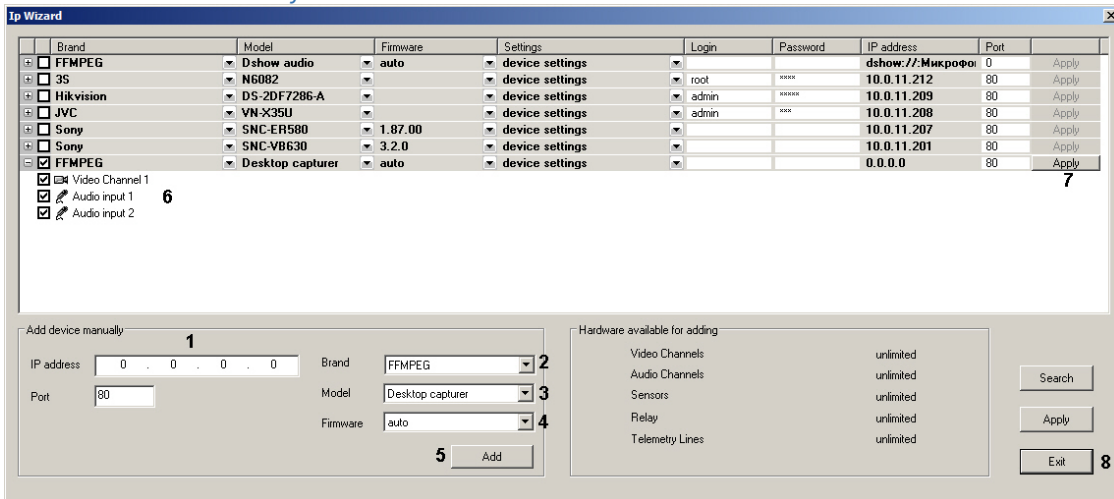 Ip Wizard
Brand Model Firmware Settings Login Password IP address Port
FFMPEG Dshow audio auto device settings dshow://:Микрофо 0 Apply
3S N6082 device settings root **** 10.0.11.212 80 Apply
Hikvision DS-2DF7286-A device settings admin ***** 10.0.11.209 80 Apply
JVC VN-X35U device settings admin *** 10.0.11.208 80 Apply
Sony SNC-ER580 1.87.00 device settings 10.0.11.207 80 Apply
Sony SNC-VB630 3.2.0 device settings 10.0.11.201 80 Apply
FFMPEG Desktop capturer auto device settings 0.0.0.0 80 Apply
Video Channel 1 7
Audio input 1 6
Audio input 2
Add device manually Hardware available for adding
1
IP address 0 . 0 . 0 . 0 Brand FFMPEG 2 Video Channels unlimited
Audio Channels unlimited Search
Port 80 Model Desktop capturer 3 Sensors unlimited
Firmware auto 4 Relay unlimited Apply
Telemetry Lines unlimited
5 Add Exit 8